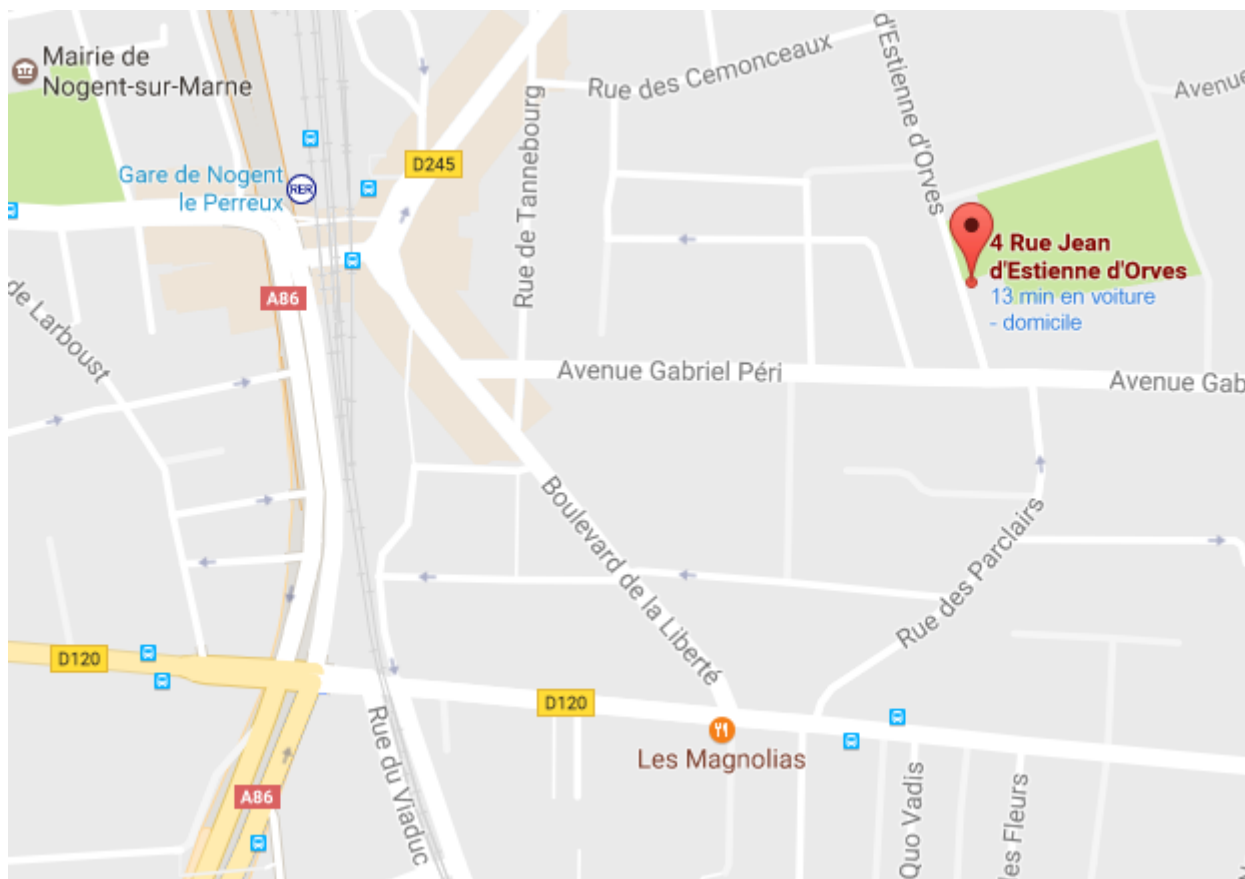 Mairie de
Nogent-sur-Marne
Gare de Nogent
le Perreux
RER
D245
Rue des Cemonceaux
d'Estienne d'Orves
Avenue
Rue de Tannebourg
4 Rue Jean
d'Estienne d'Orves
13 min en voiture
- domicile
A86
de Larboust
Avenue Gabriel Péri
Avenue Gab
Boulevard de la Liberté
Rue des Parclairs
D120
D120
Les Magnolias
Rue du Viaduc
A86
Quo Vadis
les Fleurs